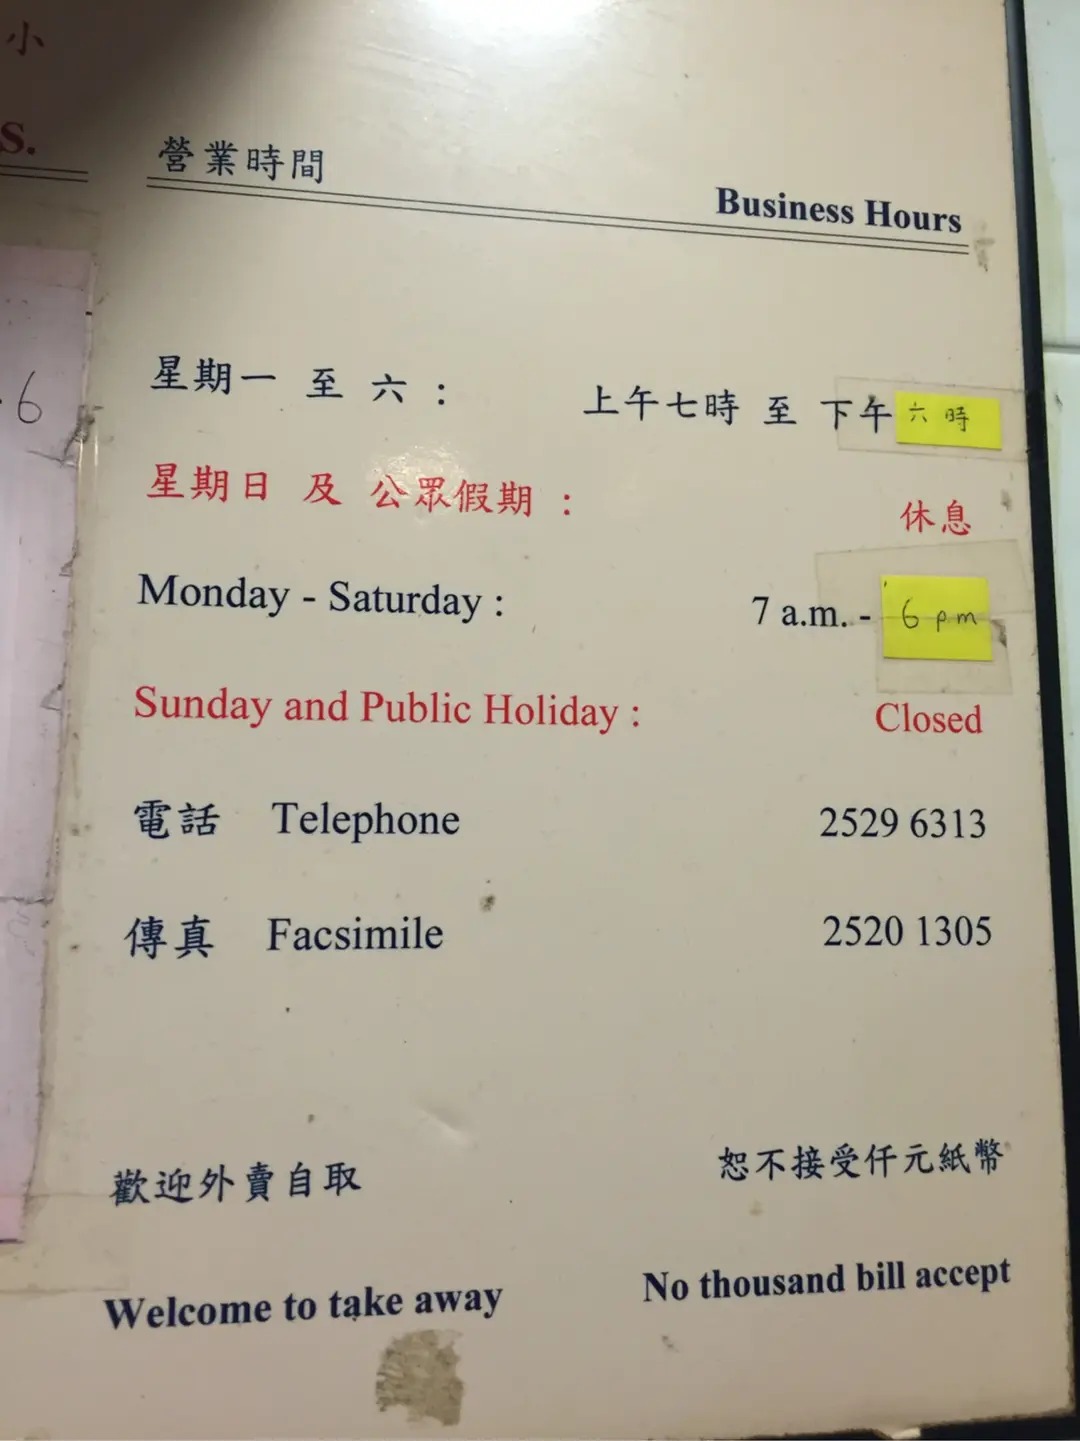 小
S.
6
營業時間
Business Hours
星期一 至 六 : 上午七時 至 下午 六時
星期日 及 公眾假期 : 休息
Monday - Saturday : 7 a.m. - 6 pm
Sunday and Public Holiday : Closed
電話 Telephone 2529 6313
傳真 Facsimile 2520 1305
歡迎外賣自取 恕不接受仟元紙幣
Welcome to take away No thousand bill accept